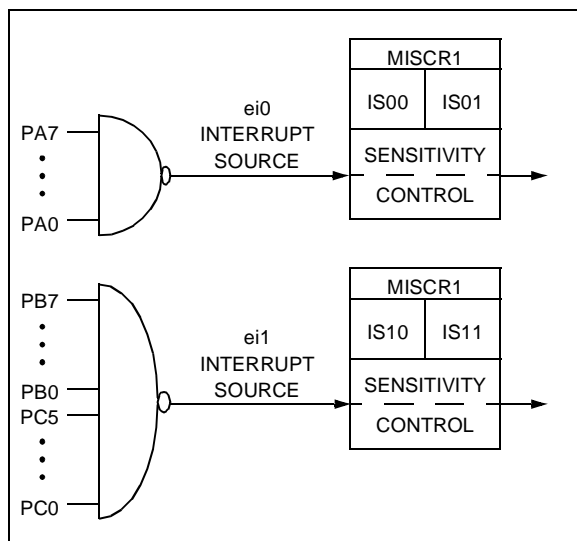 MISCR1
IS00 IS01
SENSITIVITY
CONTROL
ei0
INTERRUPT
SOURCE
PA7
PA0
MISCR1
IS10 IS11
SENSITIVITY
CONTROL
ei1
INTERRUPT
SOURCE
PB7
PB0
PC5
PC0